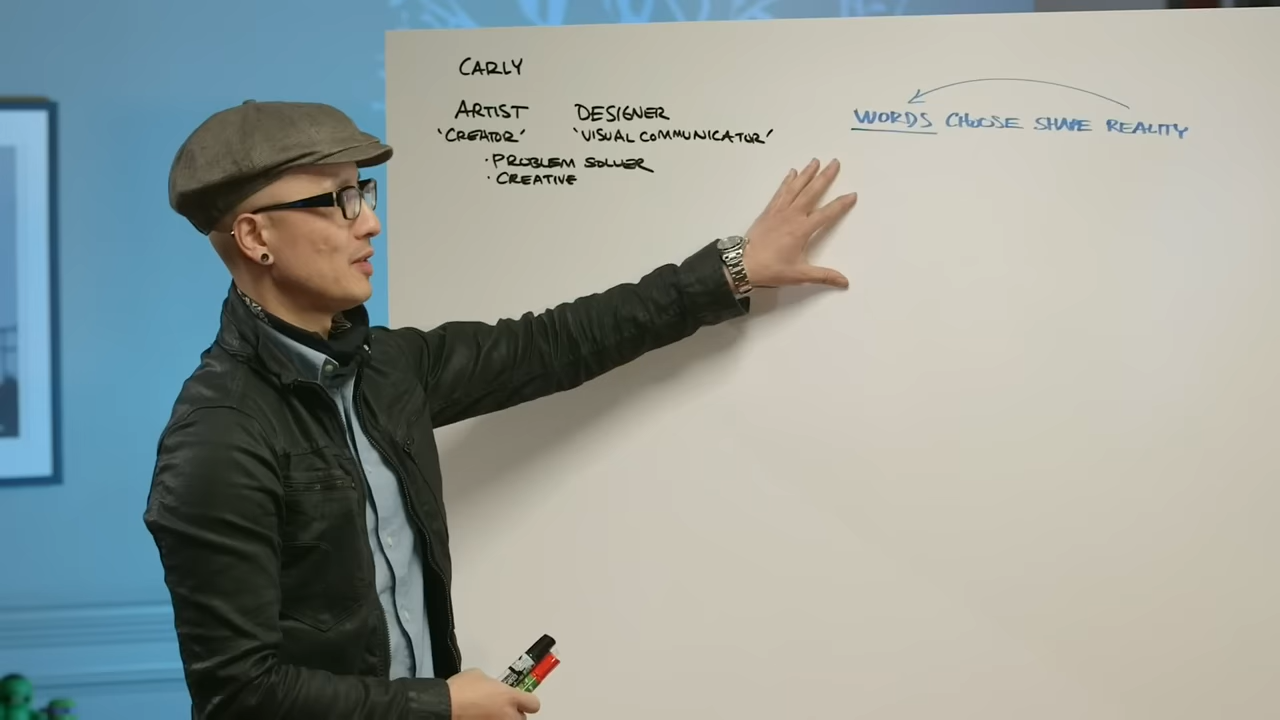 CARLY
ARTIST DESIGNER
'CREATOR' 'VISUAL COMMUNICATOR'
· PROBLEM SOLVER
· CREATIVE
WORDS CHOOSE SHAPE REALITY